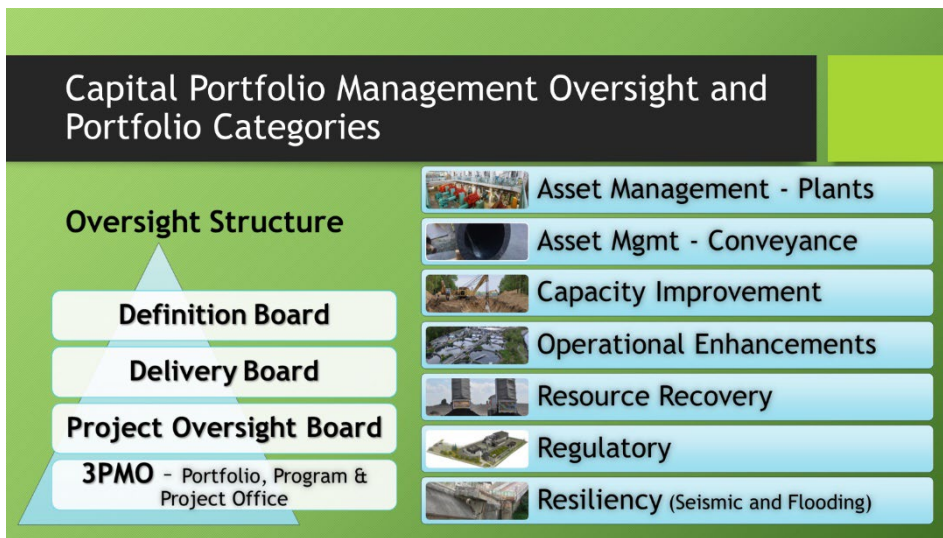 Capital Portfolio Management Oversight and
Portfolio Categories
Oversight Structure
Definition Board
Delivery Board
Project Oversight Board
3PMO – Portfolio, Program &
Project Office
Asset Management - Plants
Asset Mgmt - Conveyance
Capacity Improvement
Operational Enhancements
Resource Recovery
Regulatory
Resiliency (Seismic and Flooding)